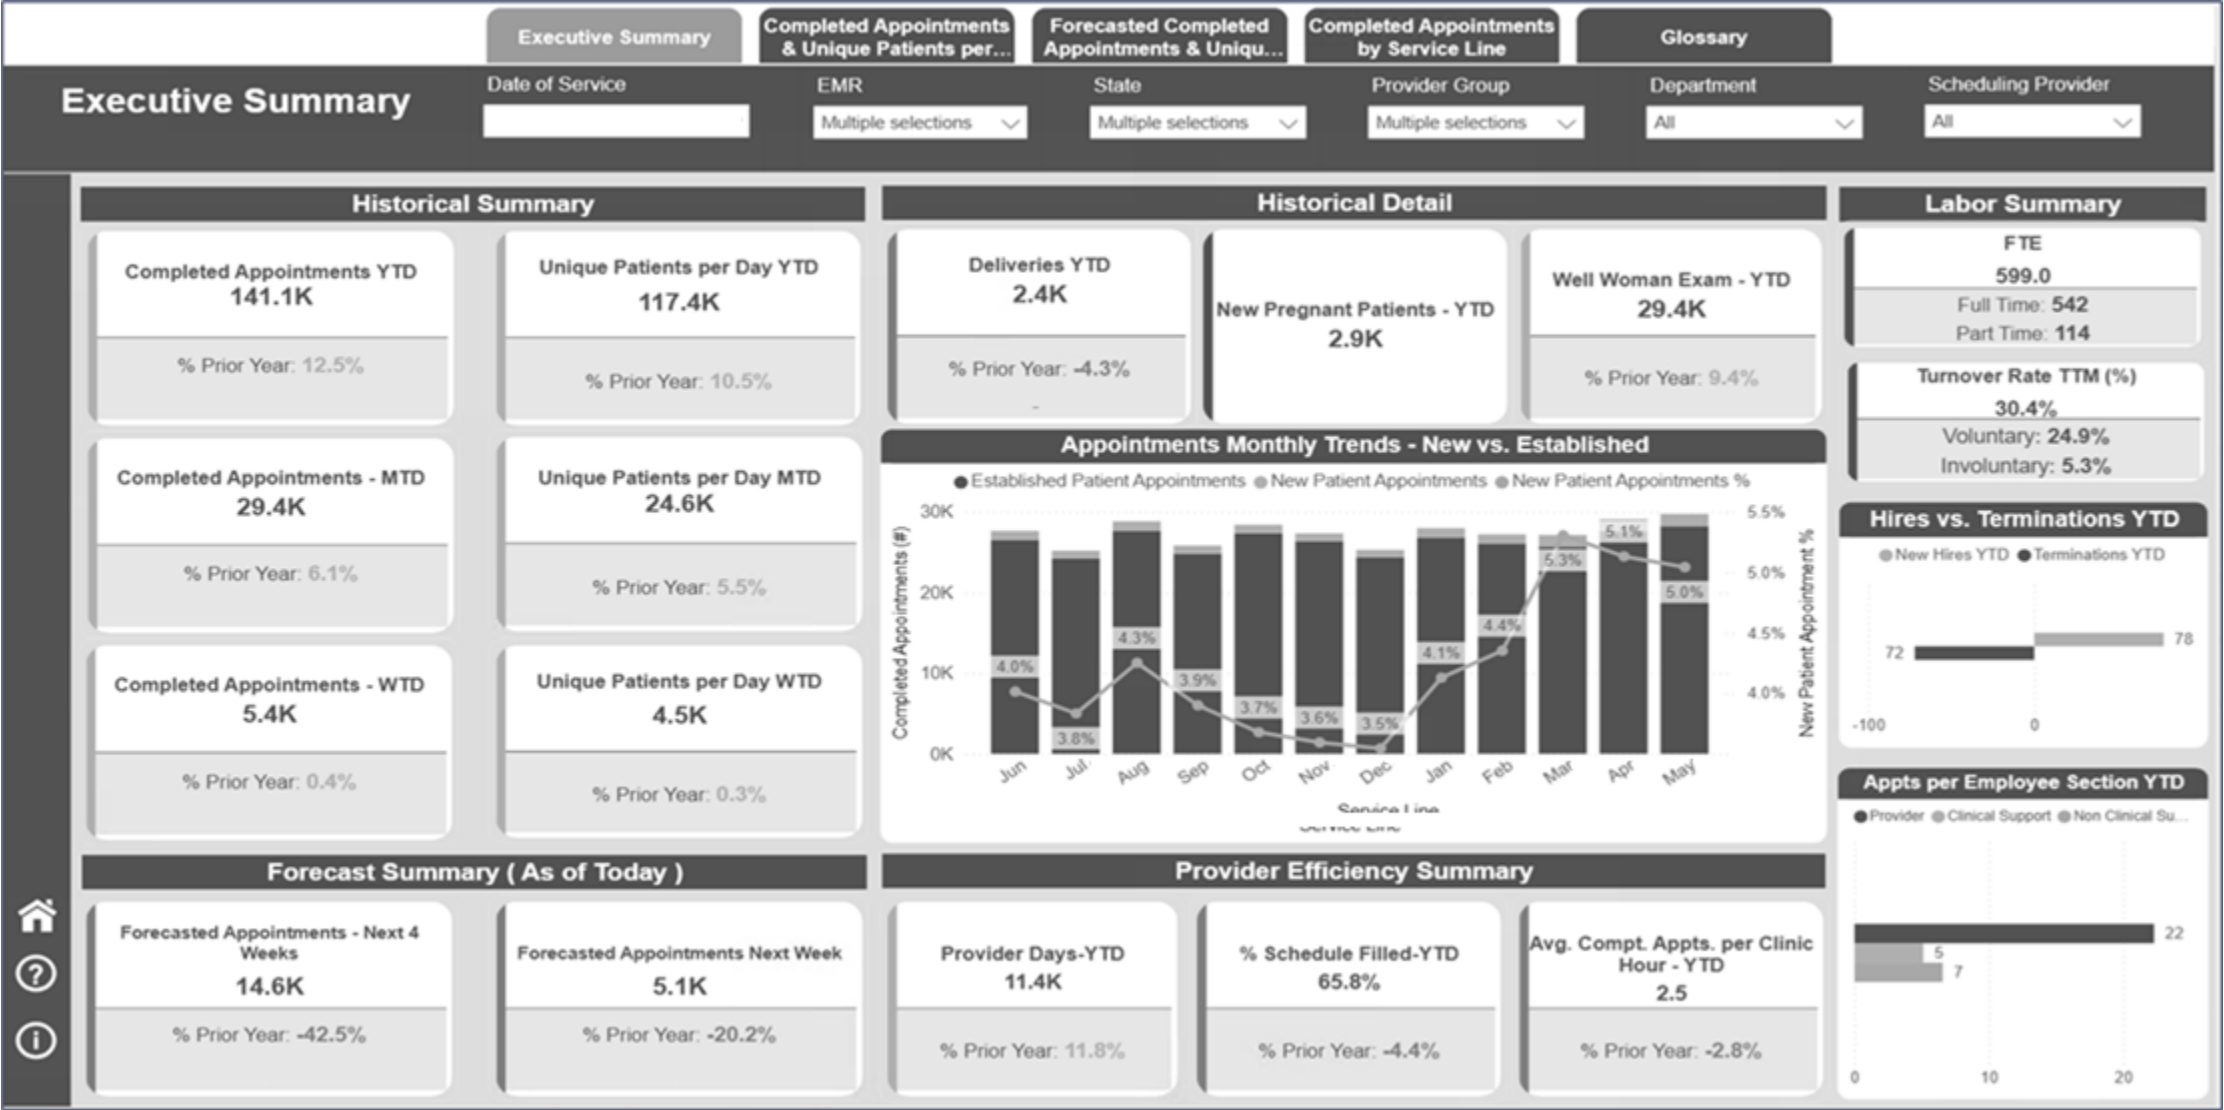 Executive Summary
Completed Appointments
& Unique Patients per...
Forecasted Completed
Appointments & Uniqu...
Completed Appointments
by Service Line
Glossary
Executive Summary
Date of Service
EMR
Multiple selections
State
Multiple selections
Provider Group
Multiple selections
Department
All
Scheduling Provider
All
Historical Summary
Completed Appointments YTD
141.1K
% Prior Year: 12.5%
Unique Patients per Day YTD
117.4K
% Prior Year: 10.5%
Completed Appointments - MTD
29.4K
% Prior Year: 6.1%
Unique Patients per Day MTD
24.6K
% Prior Year: 5.5%
Completed Appointments - WTD
5.4K
% Prior Year: 0.4%
Unique Patients per Day WTD
4.5K
% Prior Year: 0.3%
Forecast Summary ( As of Today )
Forecasted Appointments - Next 4
Weeks
14.6K
% Prior Year: -42.5%
Forecasted Appointments Next Week
5.1K
% Prior Year: -20.2%
Historical Detail
Deliveries YTD
2.4K
% Prior Year: -4.3%
-
New Pregnant Patients - YTD
2.9K
Well Woman Exam - YTD
29.4K
% Prior Year: 9.4%
Appointments Monthly Trends - New vs. Established
Established Patient Appointments New Patient Appointments New Patient Appointments %
Completed Appointments (#)
30K
20K
10K
0K
4.0%
3.8%
4.3%
3.9%
3.7%
3.6%
3.5%
4.1%
4.4%
5.3%
5.1%
5.0%
5.5%
5.0%
4.5%
4.0%
New Patient Appointment %
Jun Jul Aug Sep Oct Nov Dec Jan Feb Mar Apr May
Service Line
Service Line
Provider Efficiency Summary
Provider Days-YTD
11.4K
% Prior Year: 11.8%
% Schedule Filled-YTD
65.8%
% Prior Year: -4.4%
Avg. Compt. Appts. per Clinic
Hour - YTD
2.5
% Prior Year: -2.8%
Labor Summary
FTE
599.0
Full Time: 542
Part Time: 114
Turnover Rate TTM (%)
30.4%
Voluntary: 24.9%
Involuntary: 5.3%
Hires vs. Terminations YTD
New Hires YTD Terminations YTD
78
72
-100 0
Appts per Employee Section YTD
Provider Clinical Support Non Clinical Su...
22
5
7
0 10 20